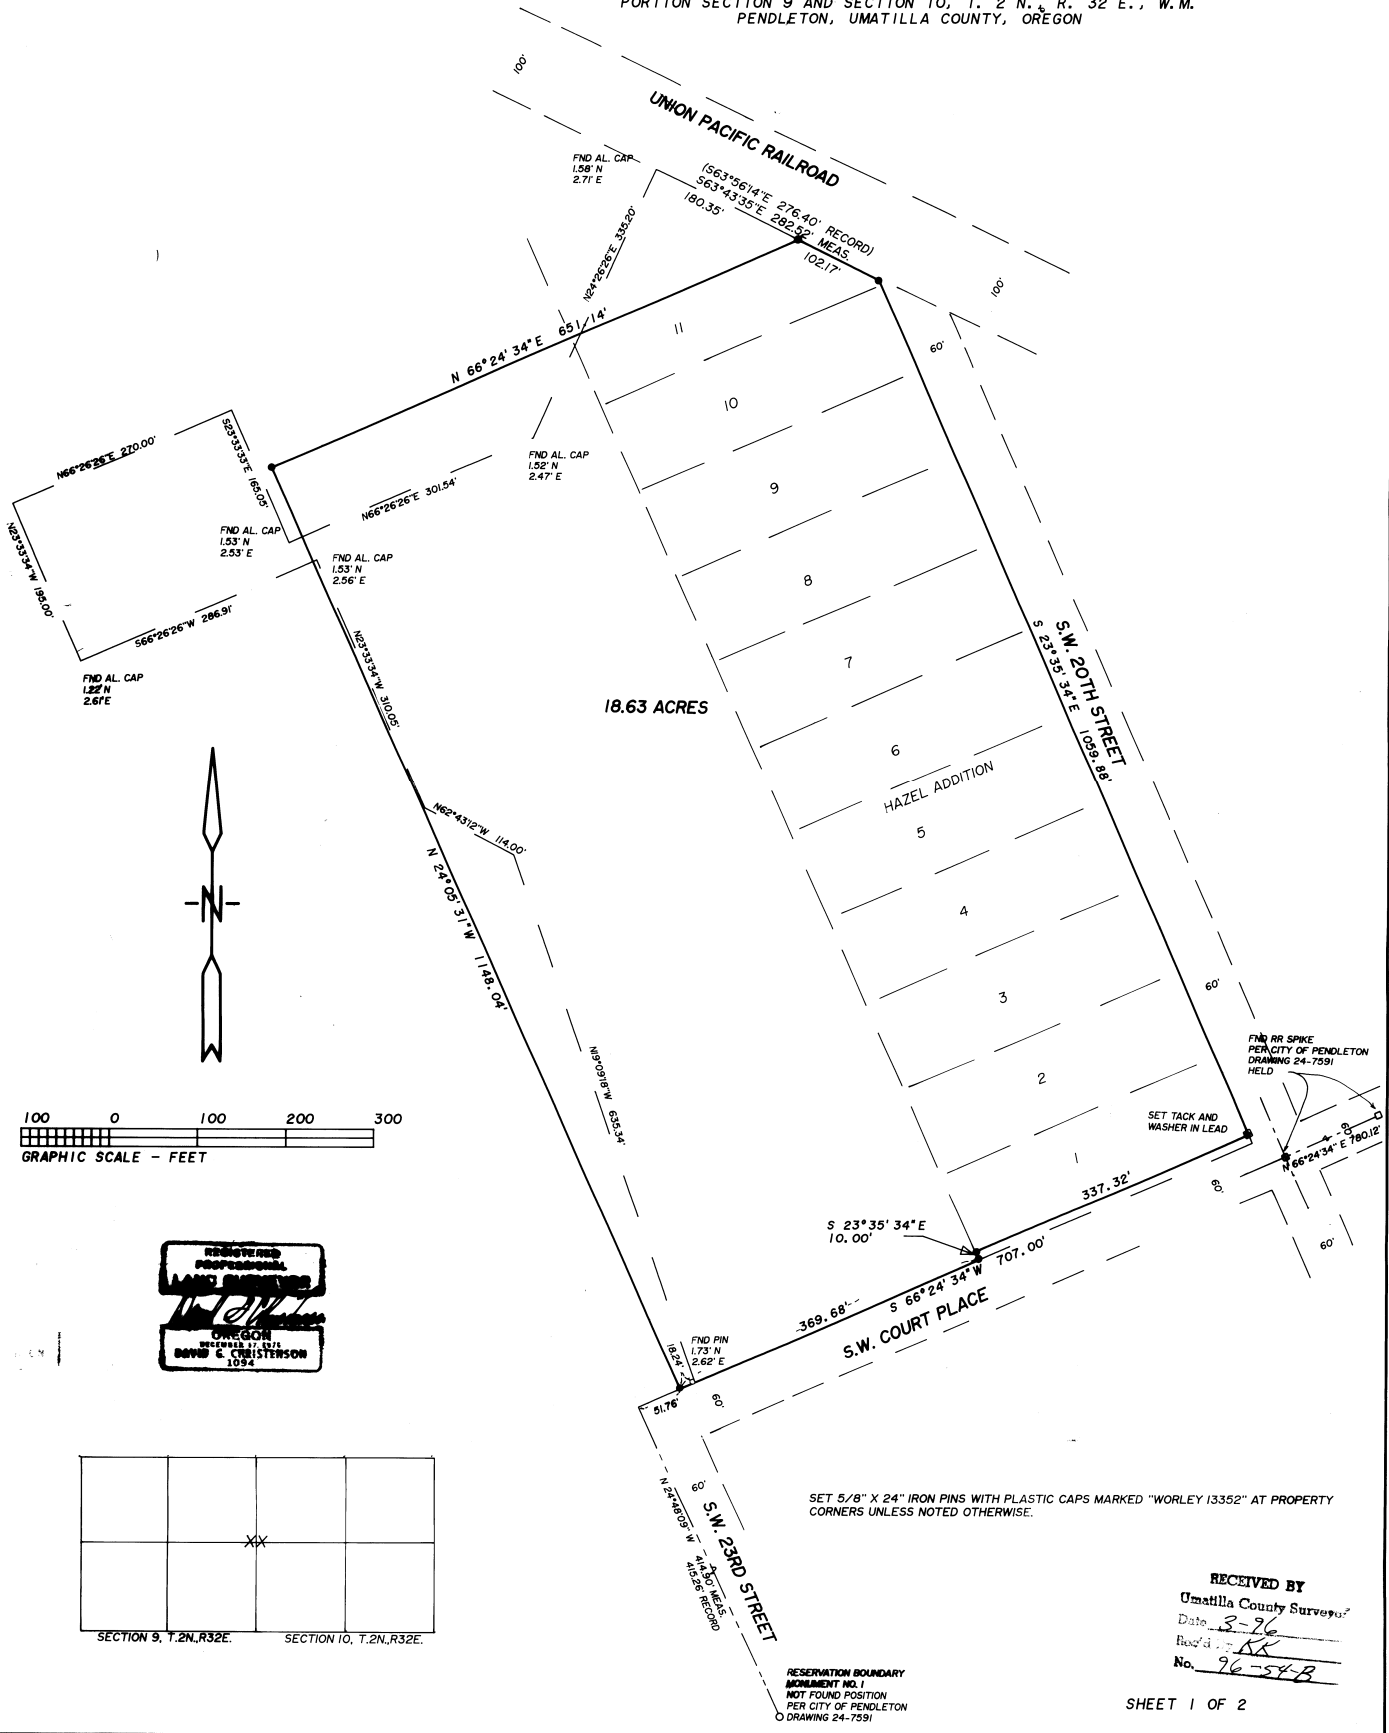 PORTION SECTION 9 AND SECTION 10, T. 2 N., R. 32 E., W.M.
PENDLETON, UMATILLA COUNTY, OREGON
100'
UNION PACIFIC RAILROAD
FND AL. CAP
1.58' N
2.71' E
(S63°56'14"E 276.40' RECORD)
S63°43'35"E 282.52' MEAS.
180.35'
102.17'
N24°26'26"E 335.20'
100'
N 66° 24' 34" E 651.14'
11
60'
10
S23°33'33"E 165.05'
N66°26'26"E 270.00'
FND AL. CAP
1.52' N
2.47' E
N66°26'26"E 301.54'
9
N23°33'34"W 195.00'
FND AL. CAP
1.53' N
2.53' E
FND AL. CAP
1.53' N
2.56' E
8
S66°26'26"W 286.91'
7
N23°33'34"W 310.05'
S.W. 20TH STREET
S 23° 35' 34" E 1059.88'
FND AL. CAP
1.22' N
2.61' E
18.63 ACRES
6
HAZEL ADDITION
N62°43'12"W 114.00'
5
N 24° 05' 31" W 1148.04'
N
4
3
60'
N19°09'18"W 635.34'
FND RR SPIKE
PER CITY OF PENDLETON
DRAWING 24-7591
HELD
2
100 0 100 200 300
GRAPHIC SCALE - FEET
SET TACK AND
WASHER IN LEAD
60'
N 66°24'34" E 780.12'
1
337.32'
60'
S 23° 35' 34" E
10.00'
60'
S 66° 24' 34" W 707.00'
369.68'
S.W. COURT PLACE
REGISTERED
PROFESSIONAL
LAND SURVEYOR
OREGON
DECEMBER 17, 1976
DAVID G. CHRISTENSON
1094
FND PIN
1.73' N
2.62' E
18.24'
51.76'
60'
60'
N 24°48'09" W 414.90' MEAS.
415.26' RECORD
S.W. 23RD STREET
SET 5/8" X 24" IRON PINS WITH PLASTIC CAPS MARKED "WORLEY 13352" AT PROPERTY
CORNERS UNLESS NOTED OTHERWISE.
XX
SECTION 9, T.2N.,R32E. SECTION 10, T.2N.,R32E.
RECEIVED BY
Umatilla County Surveyor
Date 3-96
Rec'd by KK
No. 96-54-B
RESERVATION BOUNDARY
MONUMENT NO. 1
NOT FOUND POSITION
PER CITY OF PENDLETON
DRAWING 24-7591
SHEET 1 OF 2